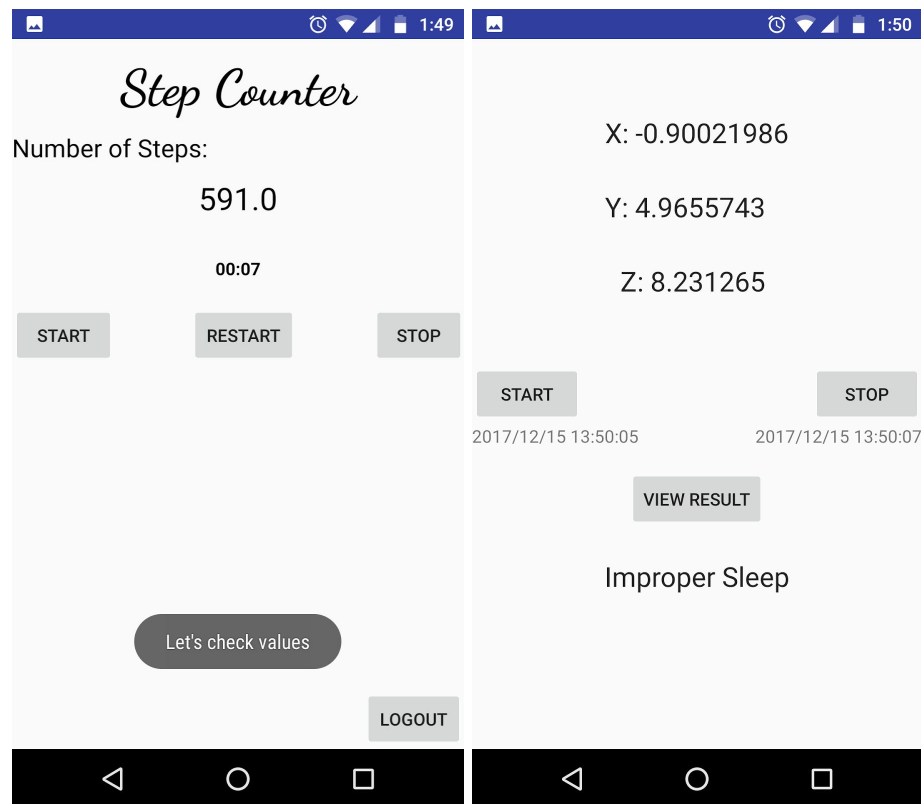 1:49
Step Counter
Number of Steps:
591.0
00:07
START RESTART STOP
Let's check values
LOGOUT
1:50
X: -0.90021986
Y: 4.9655743
Z: 8.231265
START STOP
2017/12/15 13:50:05 2017/12/15 13:50:07
VIEW RESULT
Improper Sleep